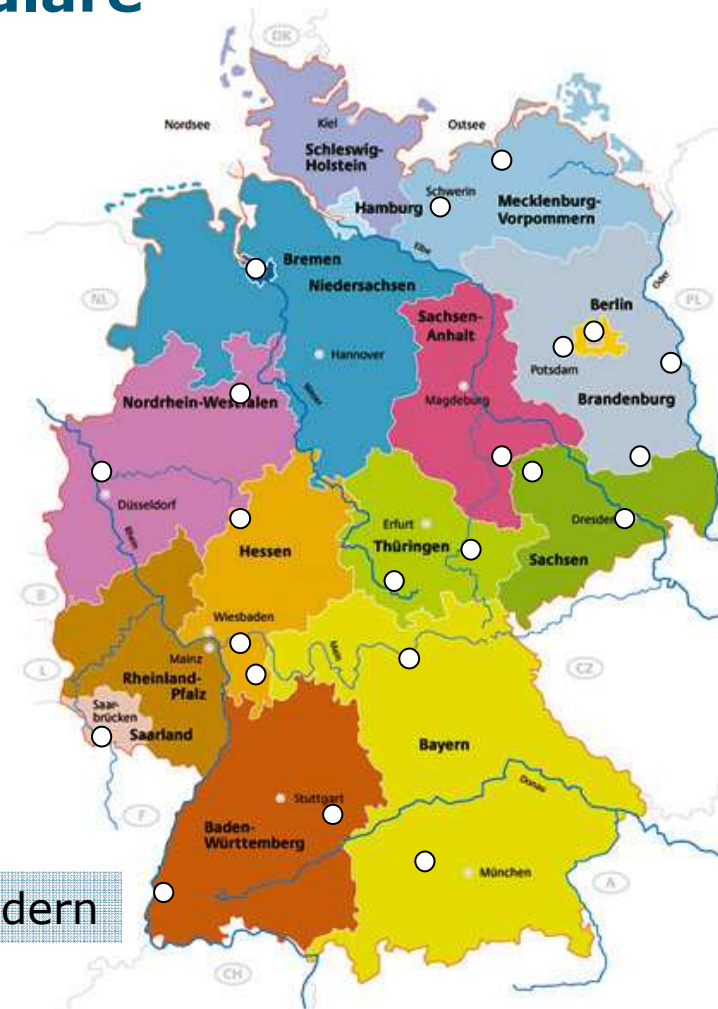 DK
Nordsee
Kiel
Ostsee
Schleswig-
Holstein
Schwerin
Hamburg
Mecklenburg-
Vorpommern
Elbe
Bremen
Niedersachsen
Oder
NL
Berlin
PL
Sachsen-
Anhalt
Hannover
Potsdam
Weser
Magdeburg
Brandenburg
Nordrhein-Westfalen
Düsseldorf
Rhein
Erfurt
Dresden
Hessen
Thüringen
Sachsen
B
Wiesbaden
Main
Mainz
L
CZ
Rheinland-
Pfalz
Saar-
brücken
Saarland
Bayern
Donau
Stuttgart
F
Baden-
Württemberg
München
A
dern
CH